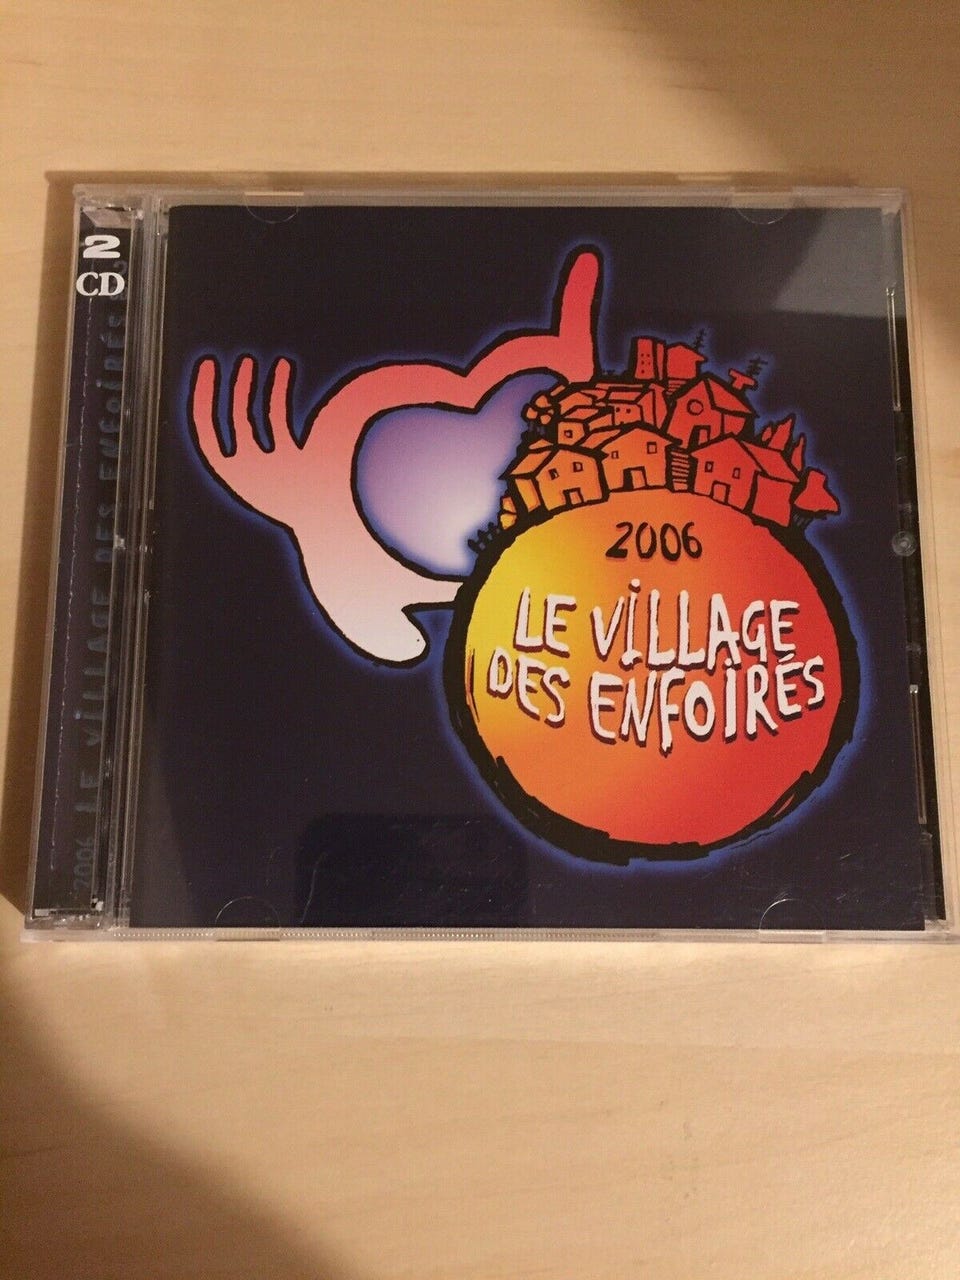 2
CD
2006 LE VILLAGE DES ENFOIRÉS
2006
LE VILLAGE
DES ENFOIRÉS